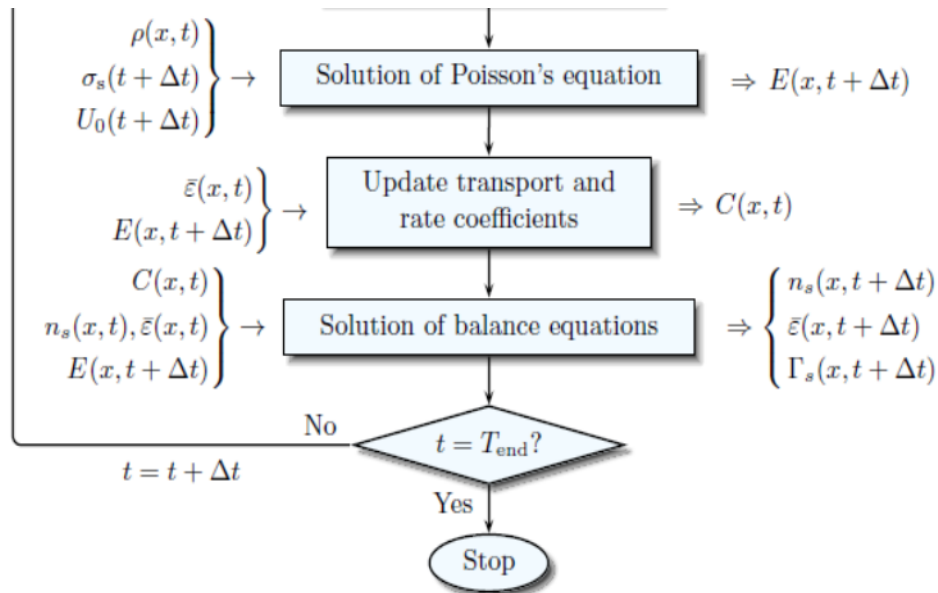 ρ(x, t)
σₛ(t + Δt) → Solution of Poisson's equation ⇒ E(x, t + Δt)
U₀(t + Δt)
ε̄(x, t)
E(x, t + Δt)
→ Update transport and
rate coefficients
⇒ C(x, t)
C(x, t)
nₛ(x, t), ε̄(x, t)
E(x, t + Δt)
→ Solution of balance equations ⇒
nₛ(x, t + Δt)
ε̄(x, t + Δt)
Γₛ(x, t + Δt)
No
t = T_end?
t = t + Δt
Yes
Stop